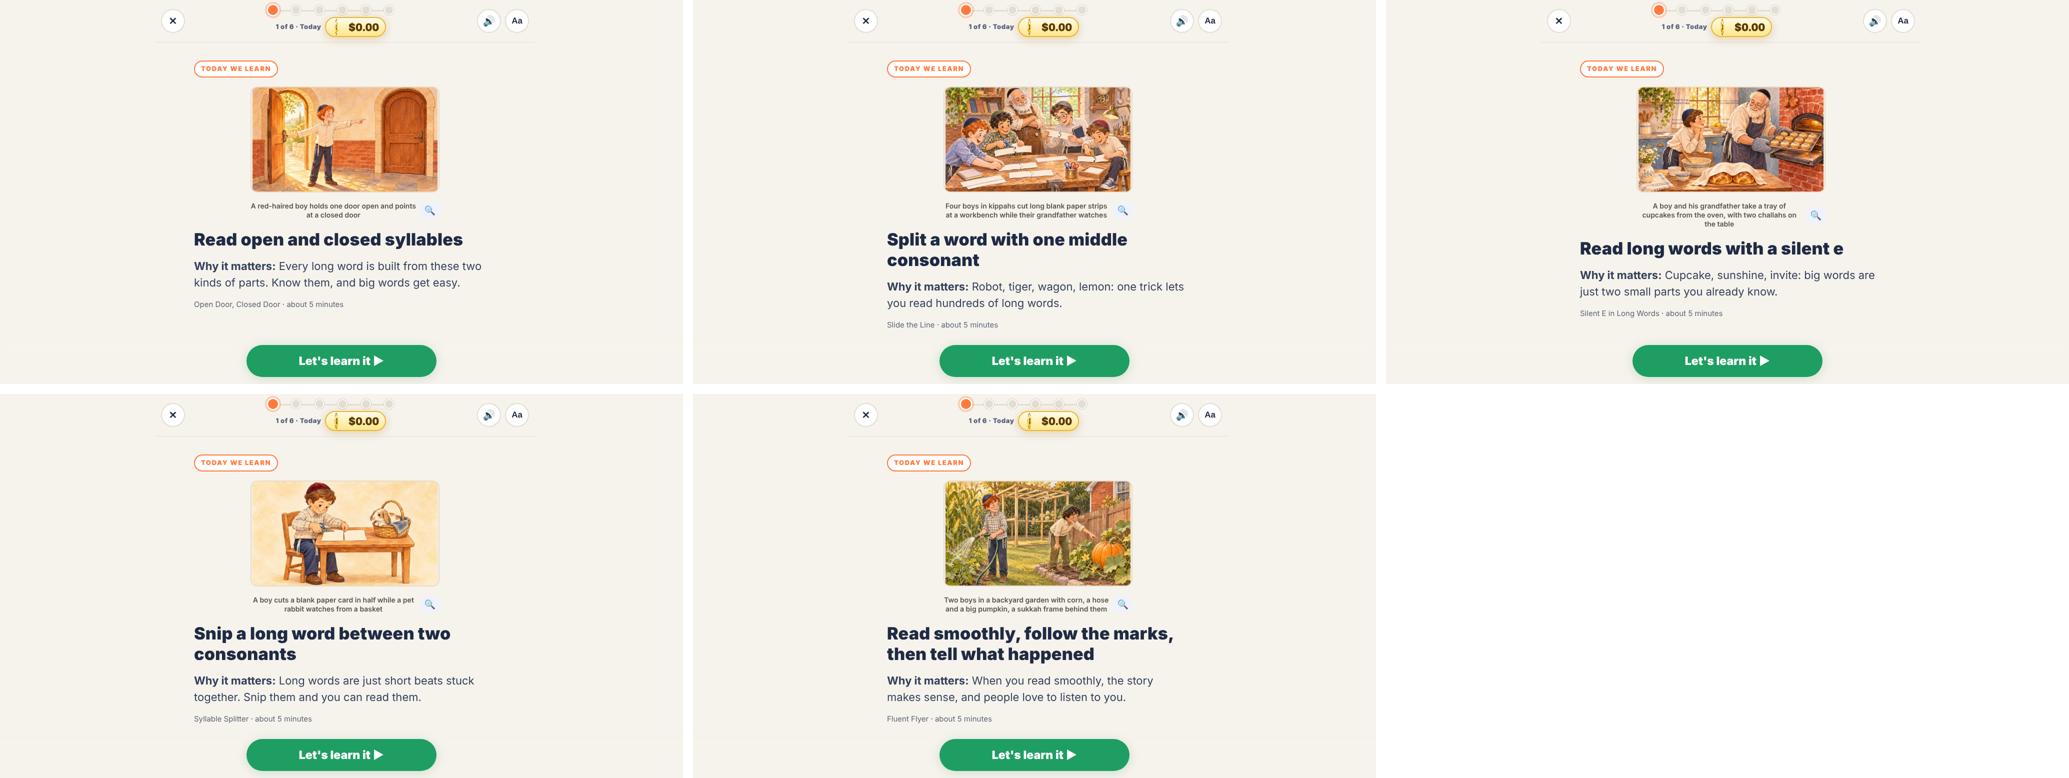 1 of 6 · Today $0.00 Aa
TODAY WE LEARN
A red-haired boy holds one door open and points
at a closed door
Read open and closed syllables
Why it matters: Every long word is built from these two
kinds of parts. Know them, and big words get easy.
Open Door, Closed Door · about 5 minutes
Let's learn it
1 of 6 · Today $0.00 Aa
TODAY WE LEARN
Four boys in kippahs cut long blank paper strips
at a workbench while their grandfather watches
Split a word with one middle
consonant
Why it matters: Robot, tiger, wagon, lemon: one trick lets
you read hundreds of long words.
Slide the Line · about 5 minutes
Let's learn it
1 of 6 · Today $0.00 Aa
TODAY WE LEARN
A boy and his grandfather take a tray of
cupcakes from the oven, with two challahs on
the table
Read long words with a silent e
Why it matters: Cupcake, sunshine, invite: big words are
just two small parts you already know.
Silent E in Long Words · about 5 minutes
Let's learn it
1 of 6 · Today $0.00 Aa
TODAY WE LEARN
A boy cuts a blank paper card in half while a pet
rabbit watches from a basket
Snip a long word between two
consonants
Why it matters: Long words are just short beats stuck
together. Snip them and you can read them.
Syllable Splitter · about 5 minutes
Let's learn it
1 of 6 · Today $0.00 Aa
TODAY WE LEARN
Two boys in a backyard garden with corn, a hose
and a big pumpkin, a sukkah frame behind them
Read smoothly, follow the marks,
then tell what happened
Why it matters: When you read smoothly, the story
makes sense, and people love to listen to you.
Fluent Flyer · about 5 minutes
Let's learn it